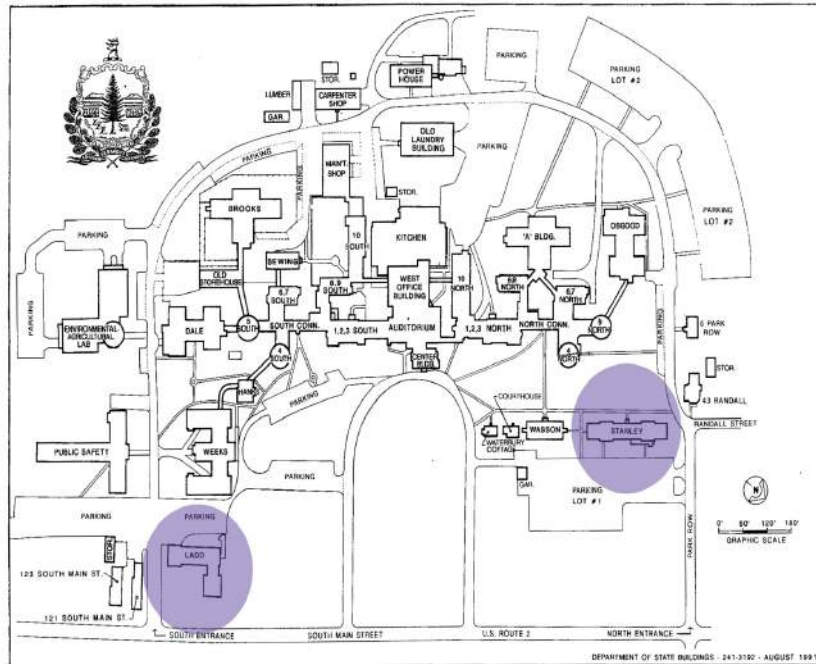 PARKING
PARKING
LOT #2
STOR.
POWER
HOUSE
LUMBER
CARPENTER
SHOP
GAR.
OLD
LAUNDRY
BUILDING
PARKING
PARKING
PARKING
MAINT.
SHOP
STOR.
BROOKS
10
SOUTH
KITCHEN
'A' BLDG.
OSGOOD
PARKING
LOT #2
PARKING
SEWING
OLD
STOREHOUSE
6,7
SOUTH
8,9
SOUTH
WEST
OFFICE
BUILDING
10
NORTH
8,9
NORTH
6,7
NORTH
PARKING
PARKING
ENVIRONMENTAL
AGRICULTURAL
LAB
DALE
5
SOUTH
SOUTH CONN.
1,2,3 SOUTH
AUDITORIUM
1,2,3 NORTH
NORTH CONN.
5
NORTH
6 PARK
ROW
4
SOUTH
CENTER
BLDG.
4
NORTH
STOR.
HANKS
PARKING
COURTHOUSE
43 RANDALL
RANDALL STREET
PUBLIC SAFETY
WEEKS
WATERBURY
COTTAGE
WASSON
STANLEY
PARKING
GAR.
PARKING
LOT #1
N
PARKING
PARKING
0' 60' 120' 180'
GRAPHIC SCALE
STOR.
LADD
PARK ROW
123 SOUTH MAIN ST.
121 SOUTH MAIN ST.
SOUTH ENTRANCE
SOUTH MAIN STREET
U.S. ROUTE 2
NORTH ENTRANCE
DEPARTMENT OF STATE BUILDINGS - 241-3192 - AUGUST 1991